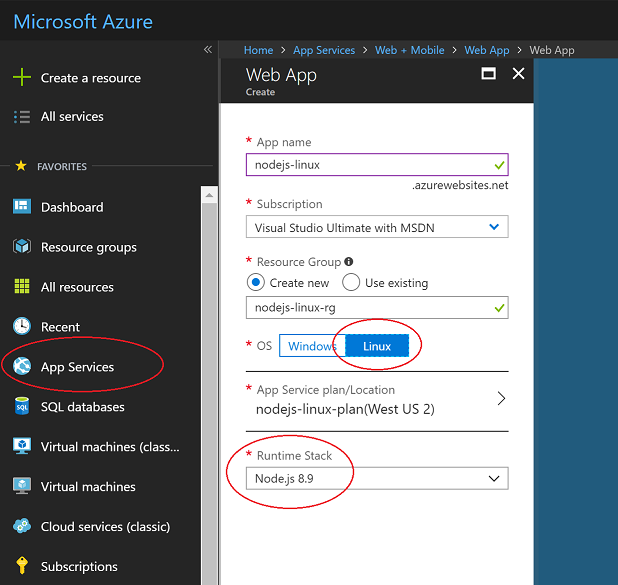 Microsoft Azure
«
Create a resource
All services
FAVORITES
Dashboard
Resource groups
All resources
Recent
App Services
SQL databases
SQL
Virtual machines (class...
Virtual machines
Cloud services (classic)
Subscriptions
Home > App Services > Web + Mobile > Web App > Web App
Web App
Create
* App name
nodejs-linux
.azurewebsites.net
* Subscription
Visual Studio Ultimate with MSDN
* Resource Group
Create new Use existing
nodejs-linux-rg
* OS Windows Linux
* App Service plan/Location
nodejs-linux-plan(West US 2)
* Runtime Stack
Node.js 8.9